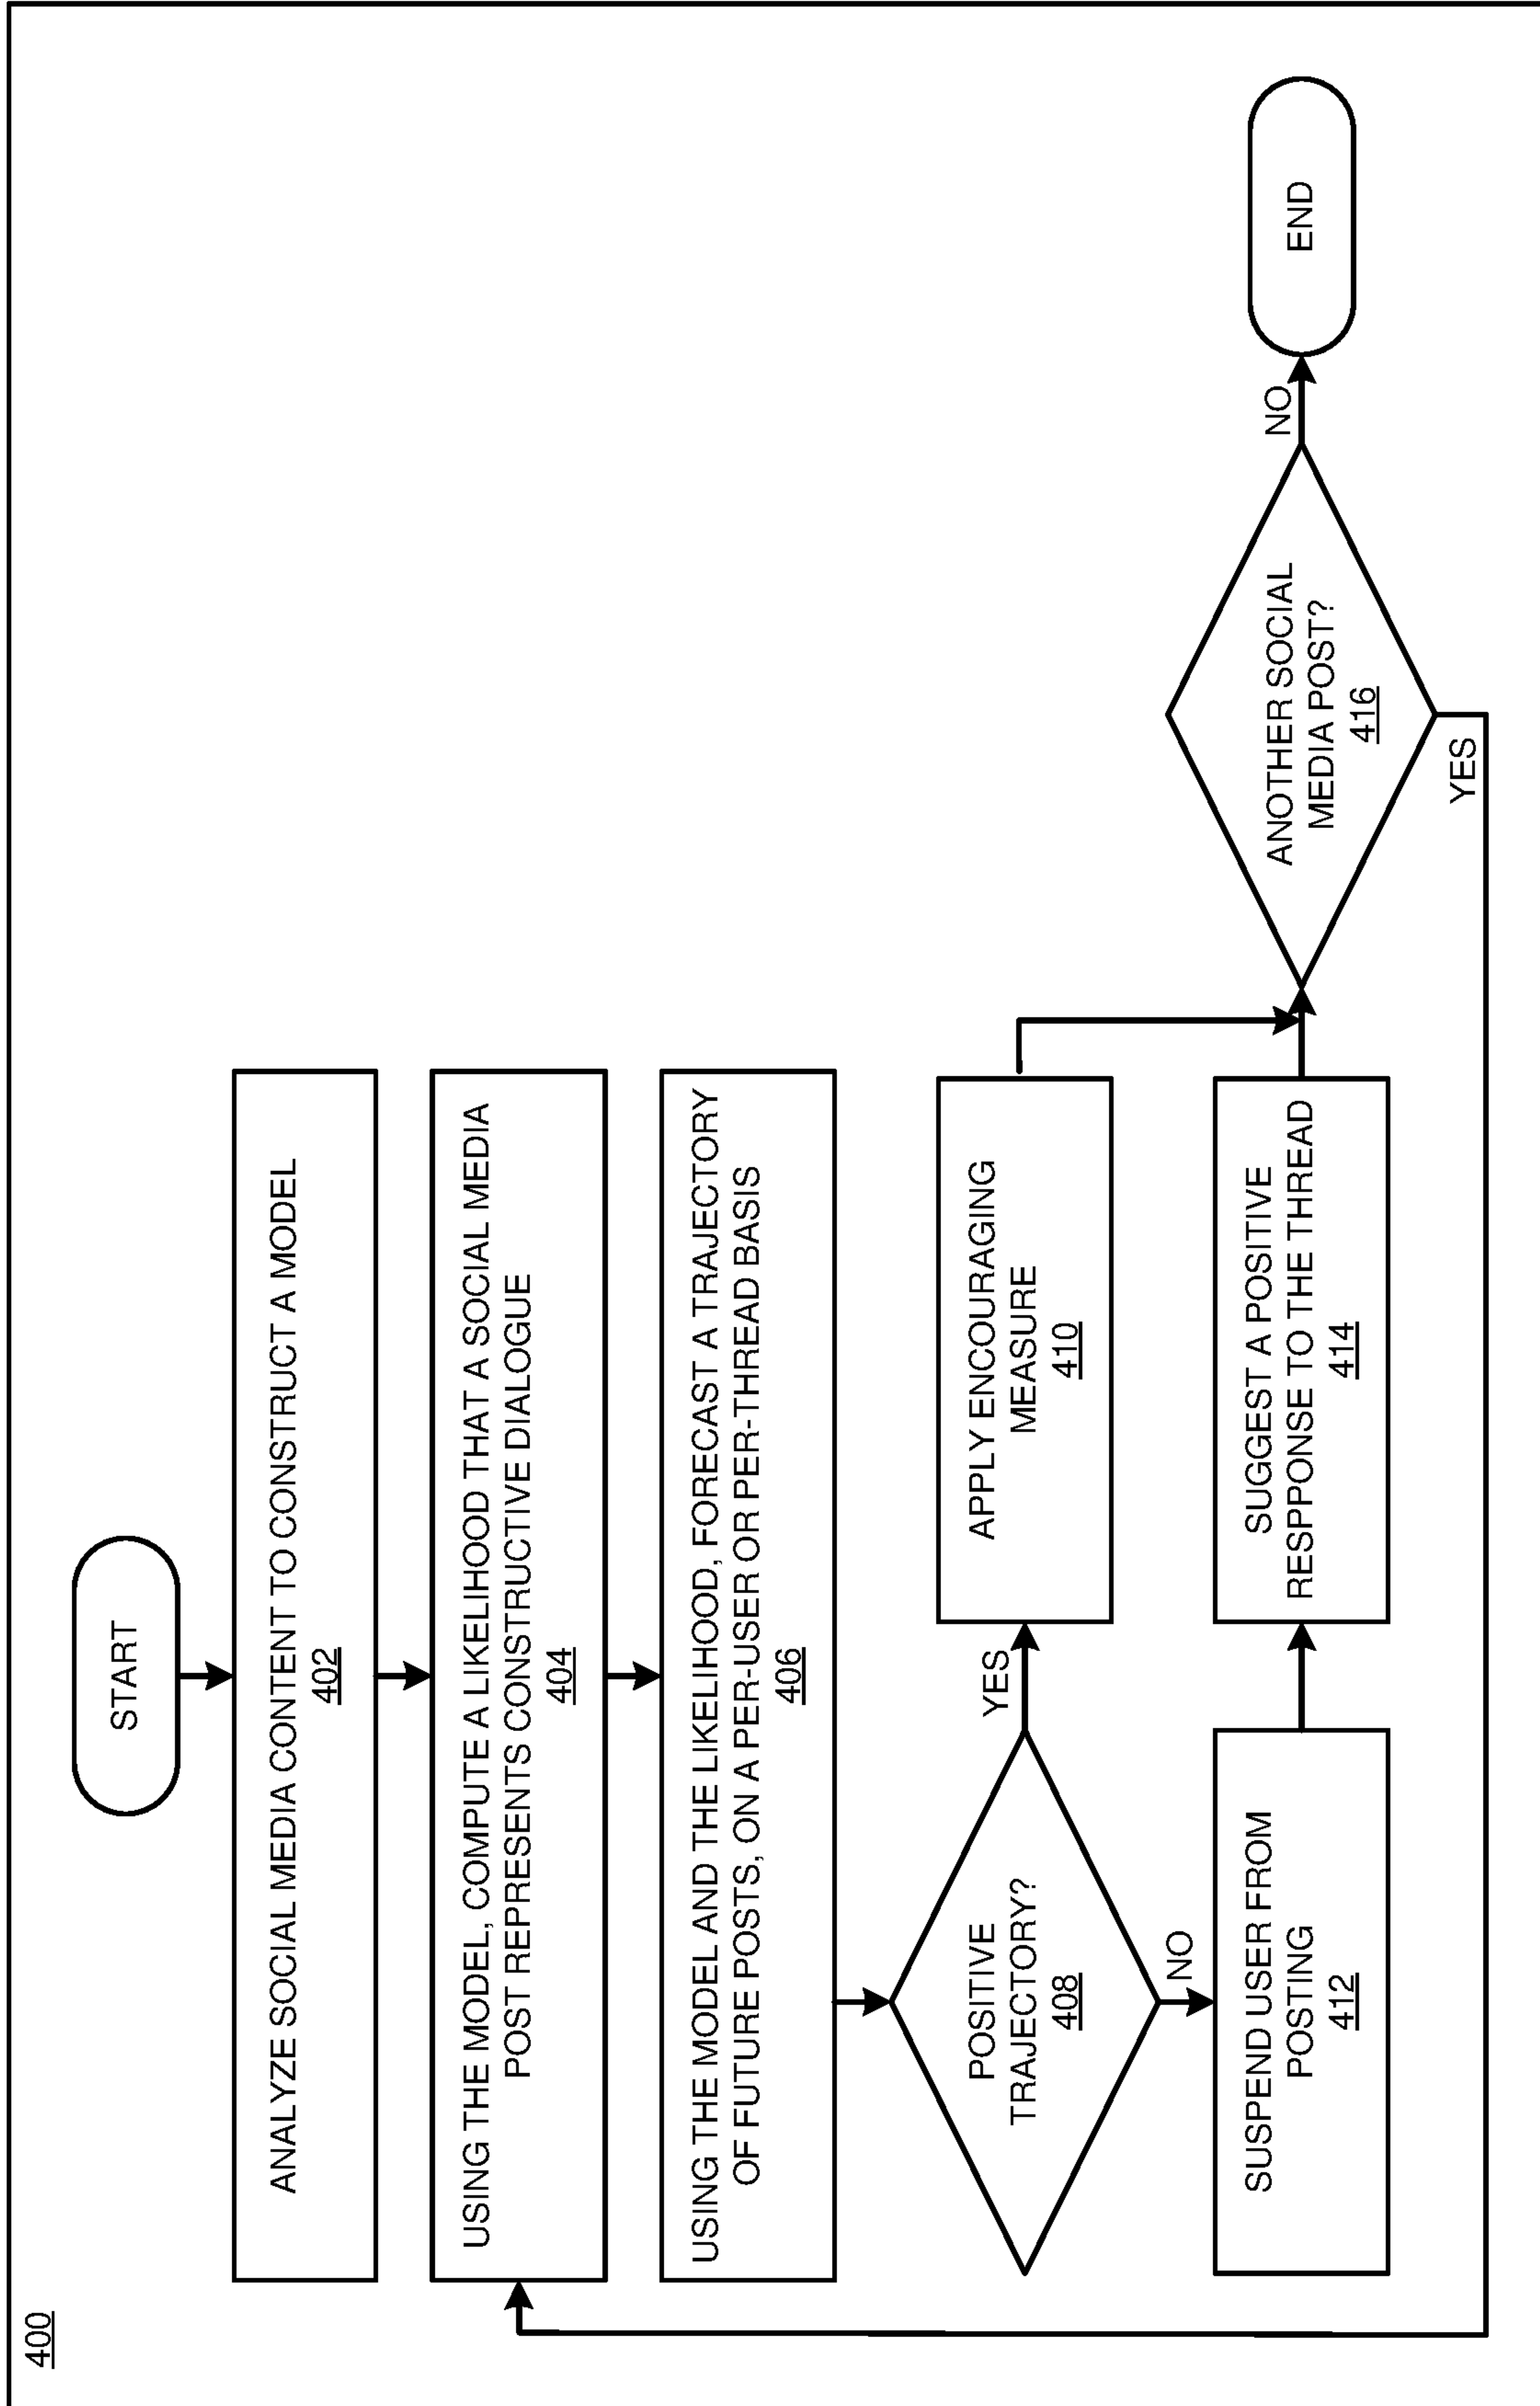 400
START
ANALYZE SOCIAL MEDIA CONTENT TO CONSTRUCT A MODEL
402
USING THE MODEL, COMPUTE A LIKELIHOOD THAT A SOCIAL MEDIA
POST REPRESENTS CONSTRUCTIVE DIALOGUE
404
USING THE MODEL AND THE LIKELIHOOD, FORECAST A TRAJECTORY
OF FUTURE POSTS, ON A PER-USER OR PER-THREAD BASIS
406
POSITIVE
TRAJECTORY?
408
YES
APPLY ENCOURAGING
MEASURE
410
NO
SUSPEND USER FROM
POSTING
412
SUGGEST A POSITIVE
RESPPONSE TO THE THREAD
414
ANOTHER SOCIAL
MEDIA POST?
416
YES
NO
END